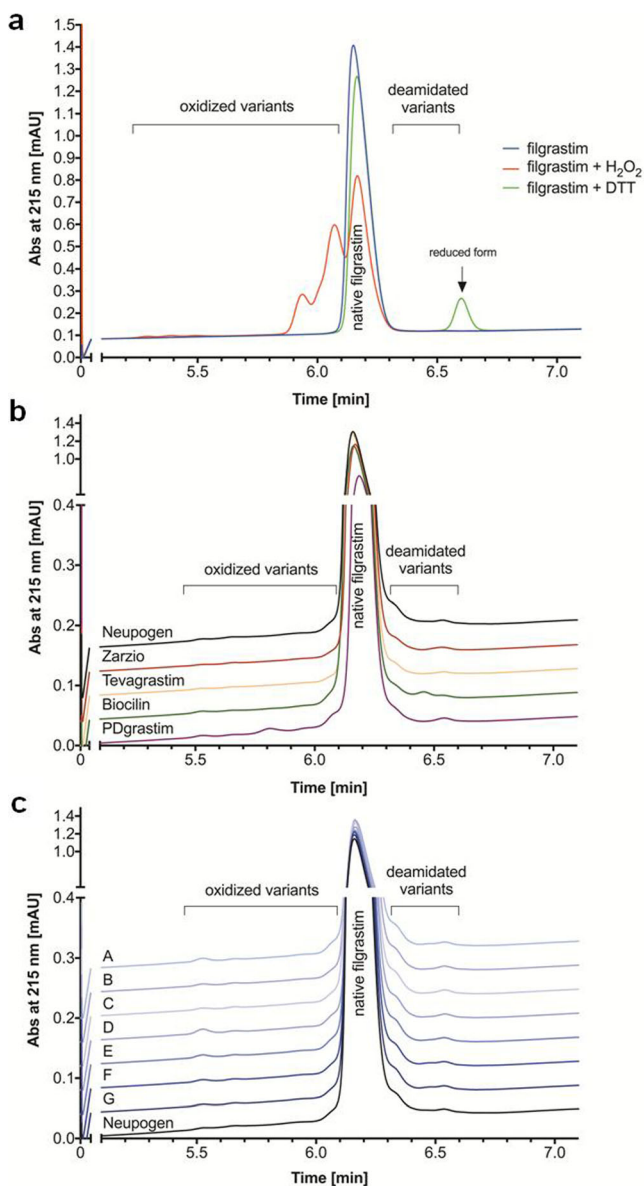 a
1.5
1.4
1.3
1.2
1.1
1.0
0.9
0.8
0.7
0.6
0.5
0.4
0.3
0.2
0.1
0.0
Abs at 215 nm [mAU]
oxidized variants
deamidated
variants
filgrastim
filgrastim + H₂O₂
filgrastim + DTT
reduced form
native filgrastim
0 5.5 6.0 6.5 7.0
Time [min]
b
1.4
1.2
1.0
0.4
0.3
0.2
0.1
0.0
Abs at 215 nm [mAU]
oxidized variants
deamidated
variants
native filgrastim
Neupogen
Zarzio
Tevagrastim
Biocilin
PDgrastim
0 5.5 6.0 6.5 7.0
Time [min]
c
1.4
1.2
1.0
0.4
0.3
0.2
0.1
0.0
Abs at 215 nm [mAU]
oxidized variants
deamidated
variants
native filgrastim
A
B
C
D
E
F
G
Neupogen
0 5.5 6.0 6.5 7.0
Time [min]